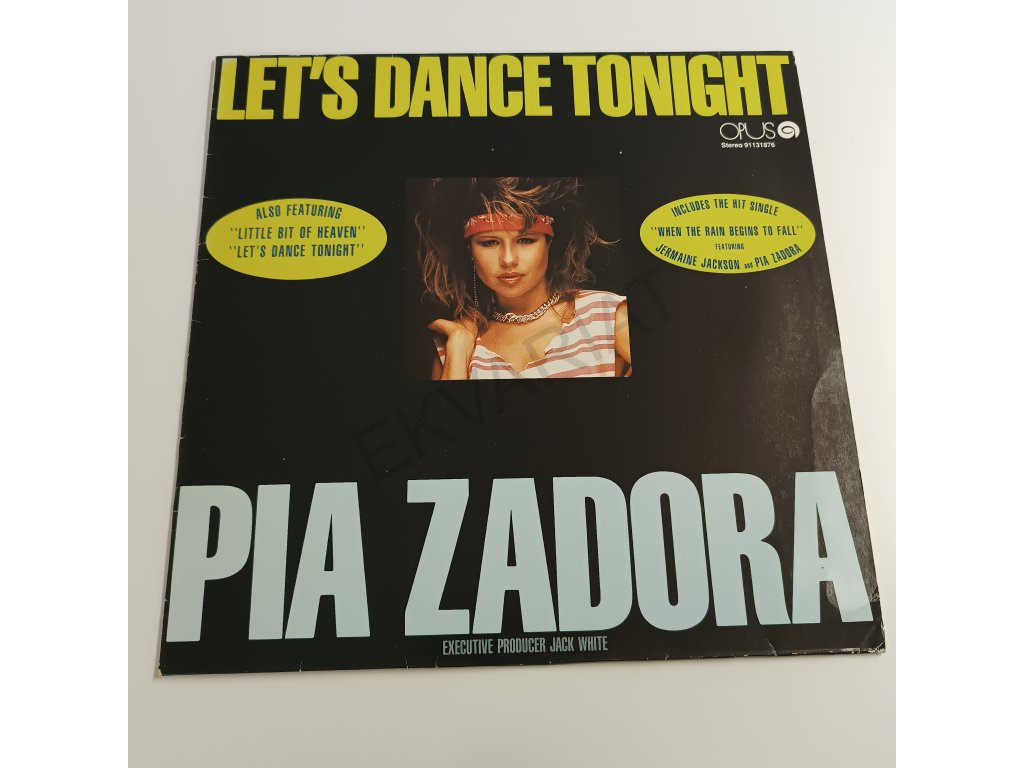 LET'S DANCE TONIGHT
OPUS
Stereo 91131876
ALSO FEATURING
"LITTLE BIT OF HEAVEN"
"LET'S DANCE TONIGHT"
INCLUDES THE HIT SINGLE
"WHEN THE RAIN BEGINS TO FALL"
FEATURING
JERMAINE JACKSON and PIA ZADORA
EKVARIAT
PIA ZADORA
EXECUTIVE PRODUCER JACK WHITE